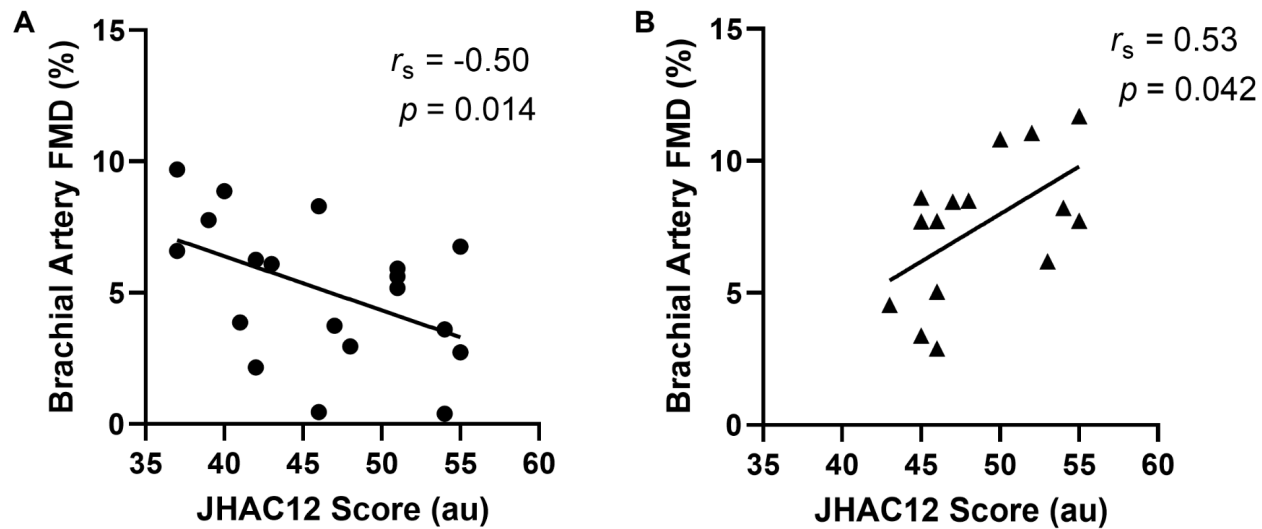 A
Brachial Artery FMD (%)
15
10
5
0
35 40 45 50 55 60
JHAC12 Score (au)
rs = -0.50
p = 0.014
B
Brachial Artery FMD (%)
15
10
5
0
35 40 45 50 55 60
JHAC12 Score (au)
rs = 0.53
p = 0.042